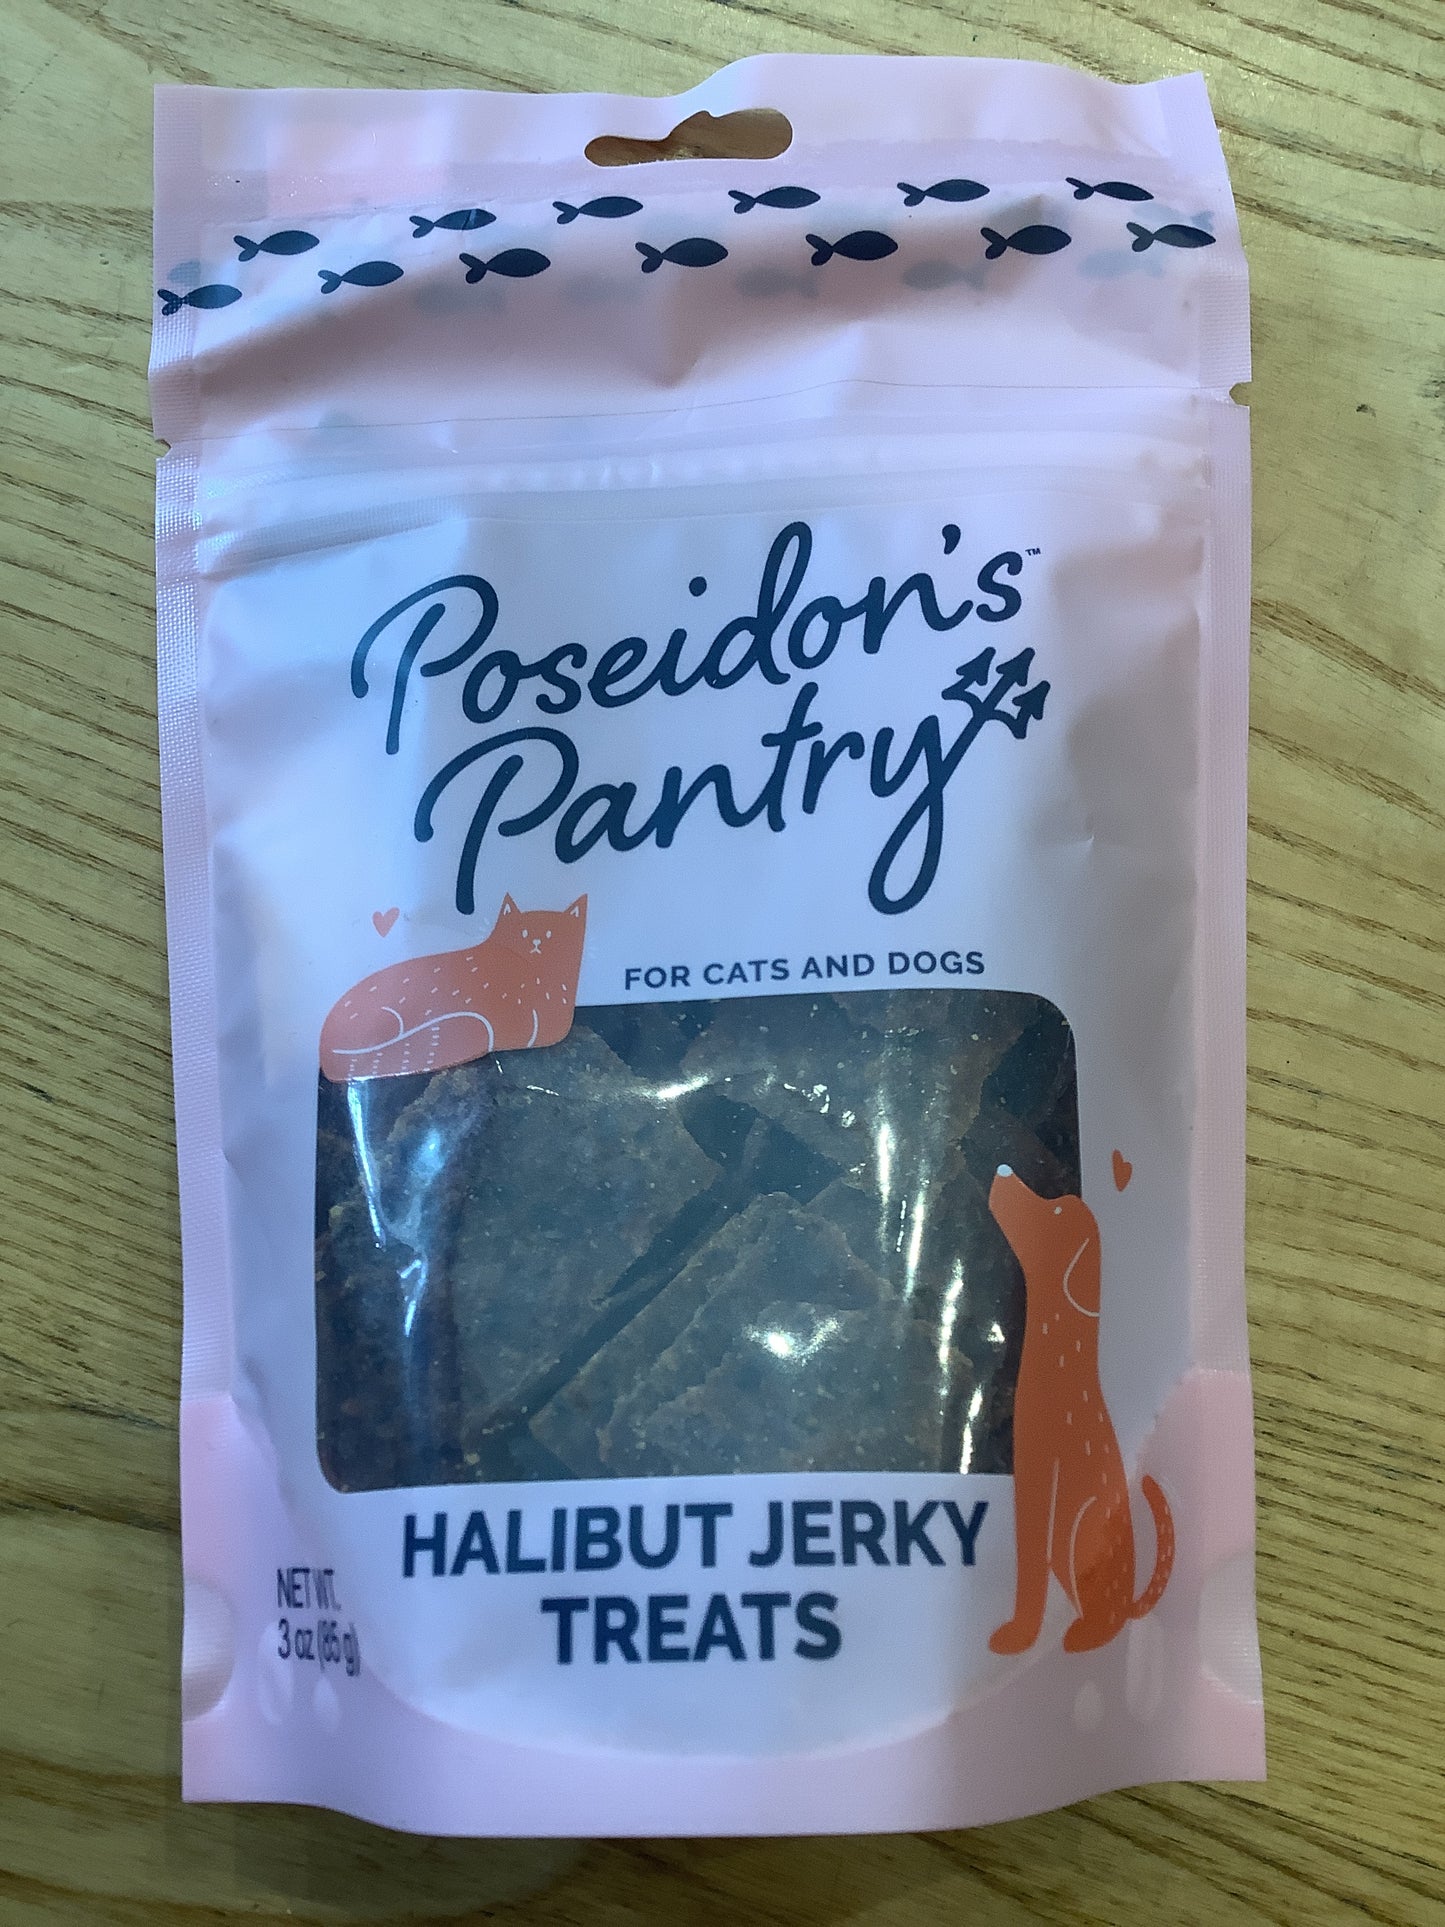 Poseidon's™
Pantry
FOR CATS AND DOGS
HALIBUT JERKY
TREATS
NET WT.
3 oz (85 g)